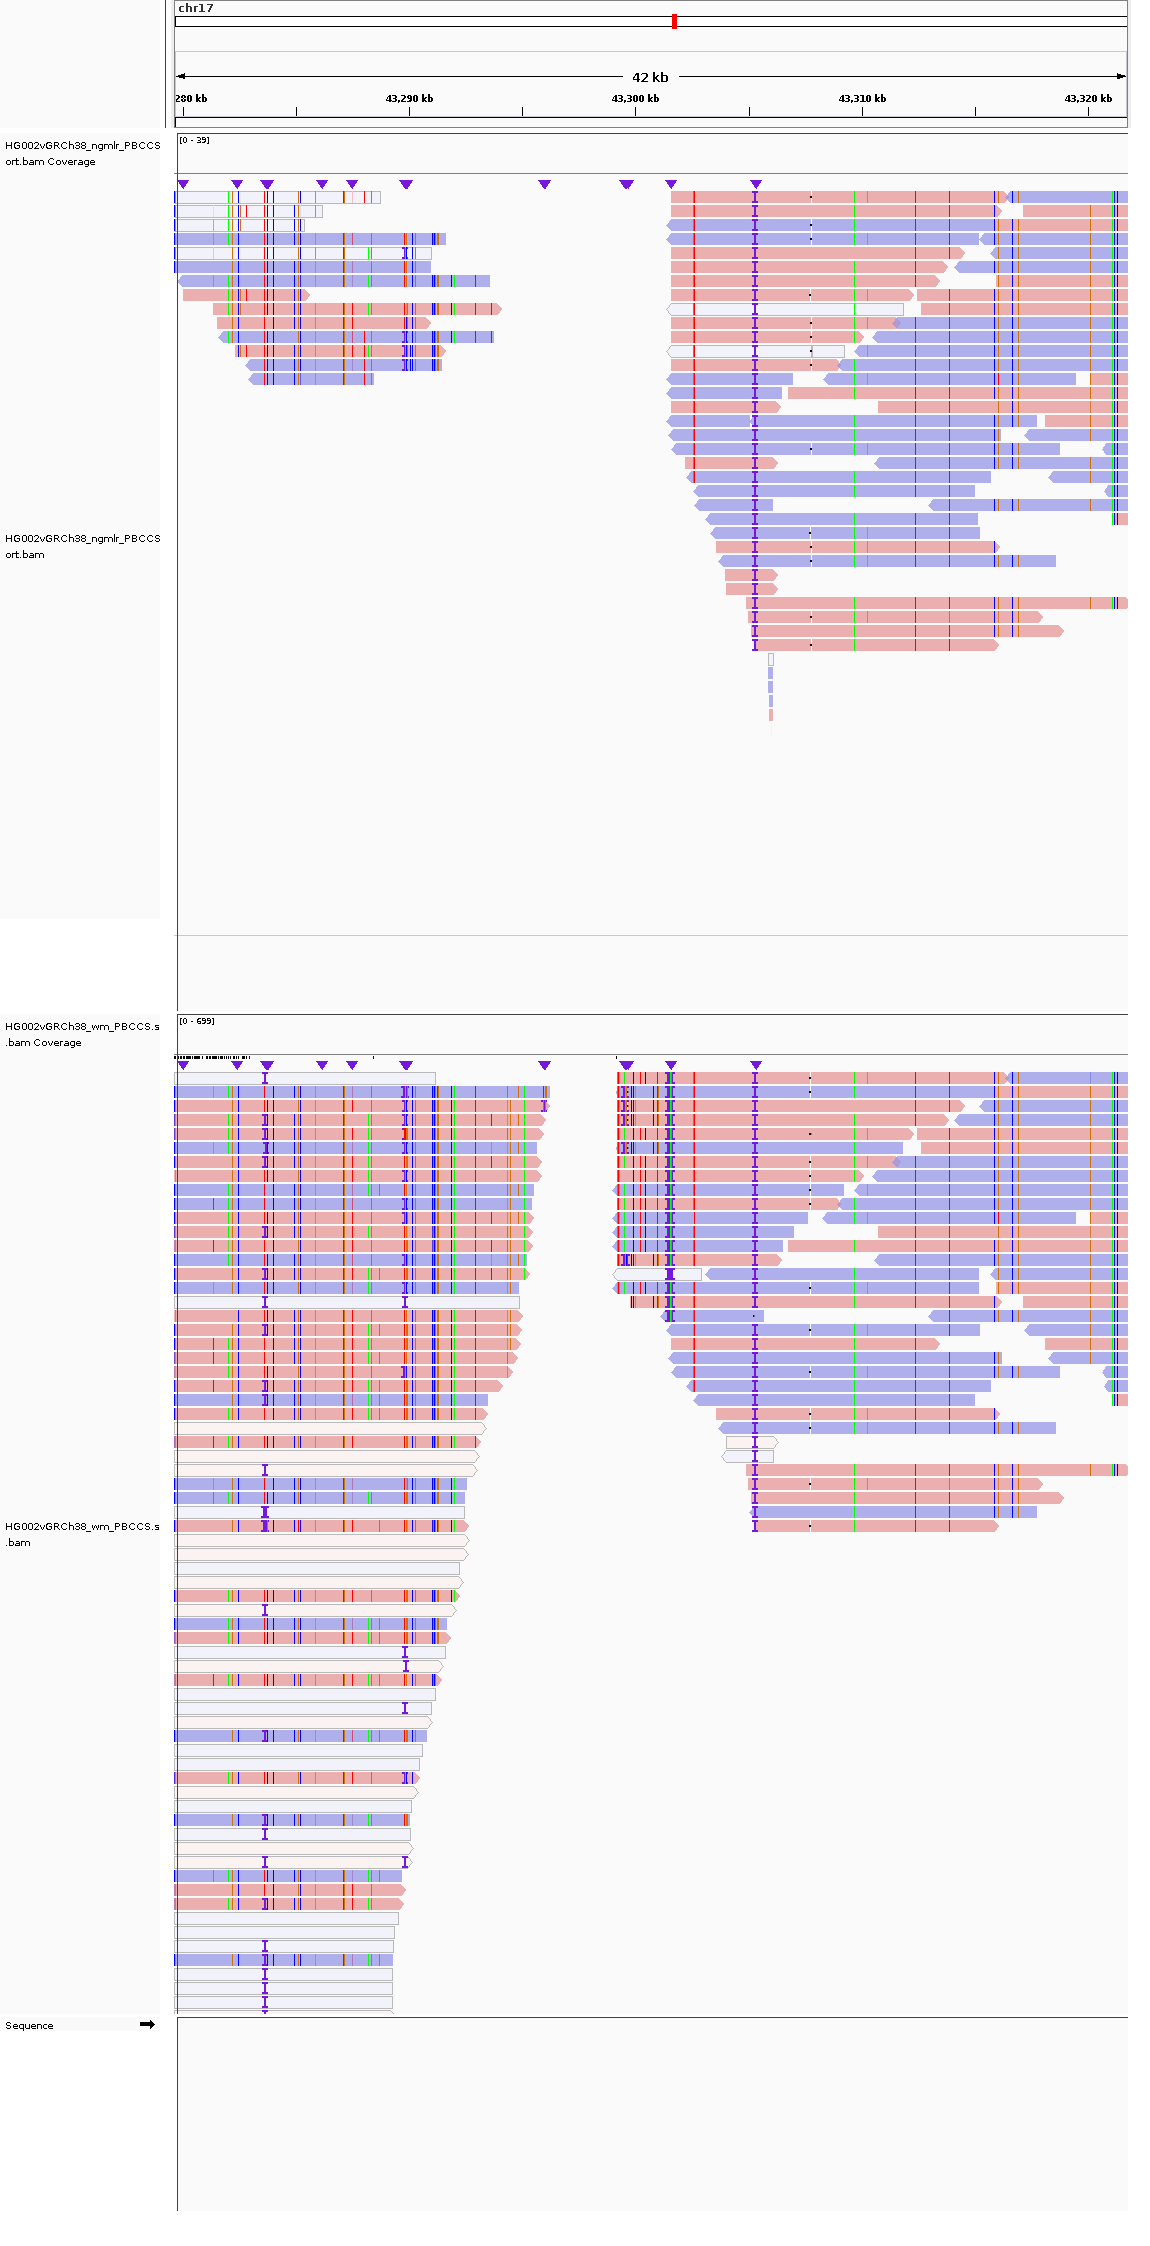 chr17
42 kb
280 kb 43,290 kb 43,300 kb 43,310 kb 43,320 kb
HG002vGRCh38_ngmlr_PBCCS
ort.bam Coverage
[0 - 39]
HG002vGRCh38_ngmlr_PBCCS
ort.bam
HG002vGRCh38_wm_PBCCS.s
.bam Coverage
[0 - 699]
HG002vGRCh38_wm_PBCCS.s
.bam
Sequence